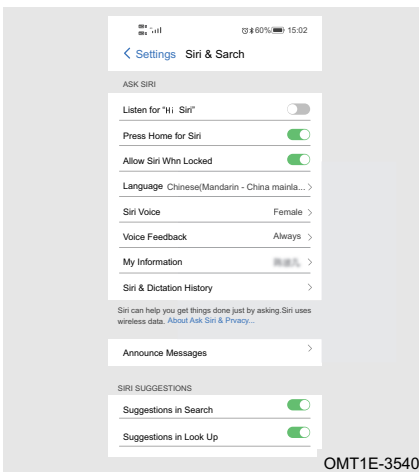 60% 15:02
Settings Siri & Sarch
ASK SIRI
Listen for "Hi Siri"
Press Home for Siri
Allow Siri Whn Locked
Language Chinese(Mandarin - China mainla...
Siri Voice Female
Voice Feedback Always
My Information
Siri & Dictation History
Siri can help you get things done just by asking.Siri uses
wireless data. About Ask Siri & Prvacy...
Announce Messages
SIRI SUGGESTIONS
Suggestions in Search
Suggestions in Look Up
OMT1E-3540